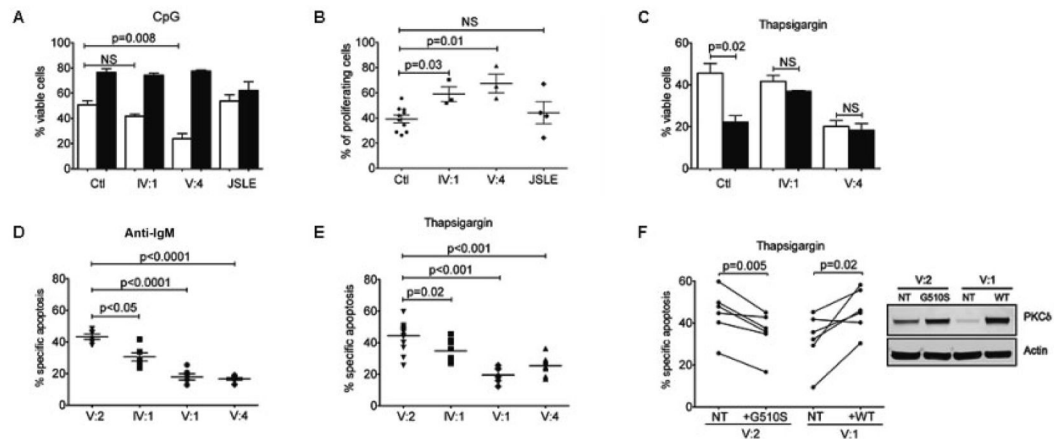 A
CpG
NS
p=0.008
% viable cells
100
80
60
40
20
0
Ctl
IV:1
V:4
JSLE
B
NS
p=0.01
p=0.03
% of proliferating cells
100
80
60
40
20
0
Ctl
IV:1
V:4
JSLE
C
Thapsigargin
p=0.02
NS
NS
% viable cells
60
40
20
0
Ctl
IV:1
V:4
D
Anti-IgM
p<0.0001
p<0.0001
p<0.05
% specific apoptosis
80
60
40
20
0
V:2
IV:1
V:1
V:4
E
Thapsigargin
p<0.001
p<0.001
p=0.02
% specific apoptosis
80
60
40
20
0
V:2
IV:1
V:1
V:4
F
Thapsigargin
p=0.005
p=0.02
% specific apoptosis
80
60
40
20
0
NT +G510S
V:2
NT +WT
V:1
V:2 V:1
NT G510S NT WT
PKCδ
Actin